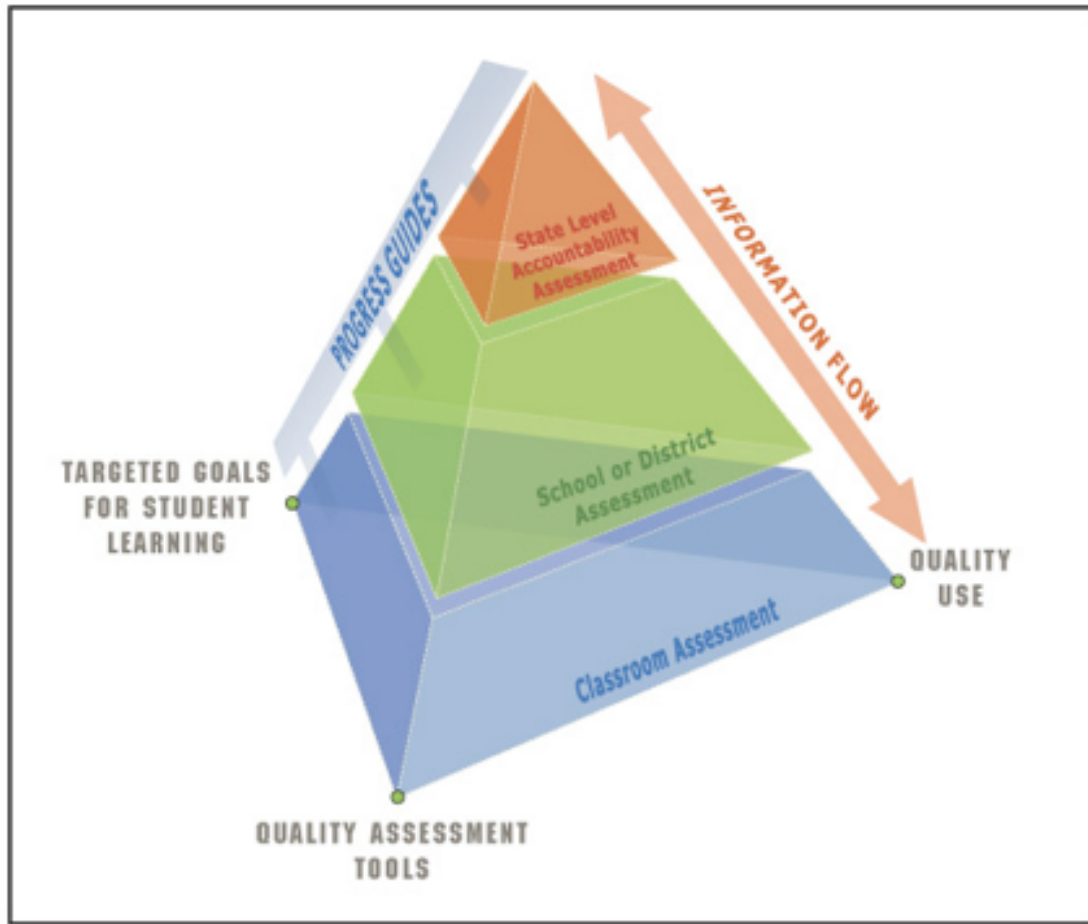 PROGRESS GUIDES
INFORMATION FLOW
State Level
Accountability
Assessment
School or District
Assessment
Classroom Assessment
TARGETED GOALS
FOR STUDENT
LEARNING
QUALITY
USE
QUALITY ASSESSMENT
TOOLS